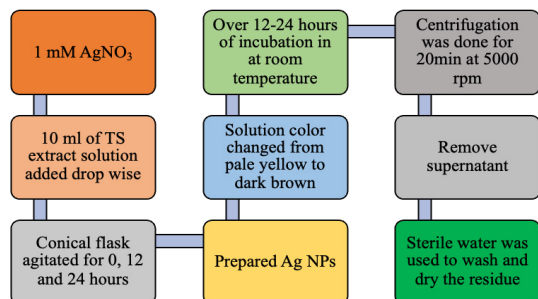 1 mM AgNO₃
10 ml of TS
extract solution
added drop wise
Conical flask
agitated for 0, 12
and 24 hours
Prepared Ag NPs
Solution color
changed from
pale yellow to
dark brown
Over 12-24 hours
of incubation in
at room
temperature
Centrifugation
was done for
20min at 5000
rpm
Remove
supernatant
Sterile water was
used to wash and
dry the residue